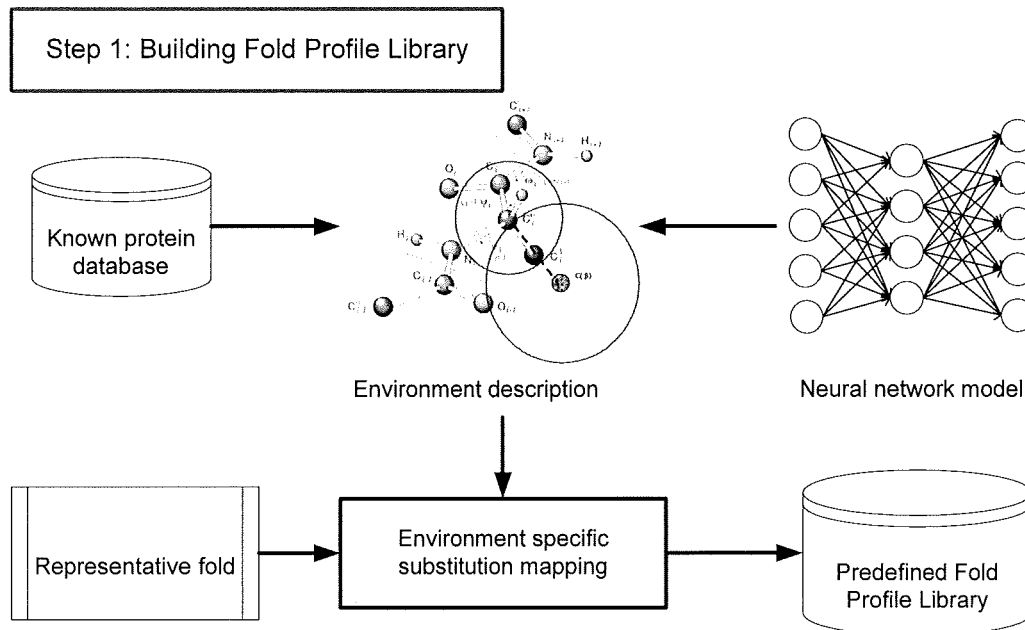 Step 1: Building Fold Profile Library
Known protein
database
Environment description
Neural network model
Representative fold
Environment specific
substitution mapping
Predefined Fold
Profile Library